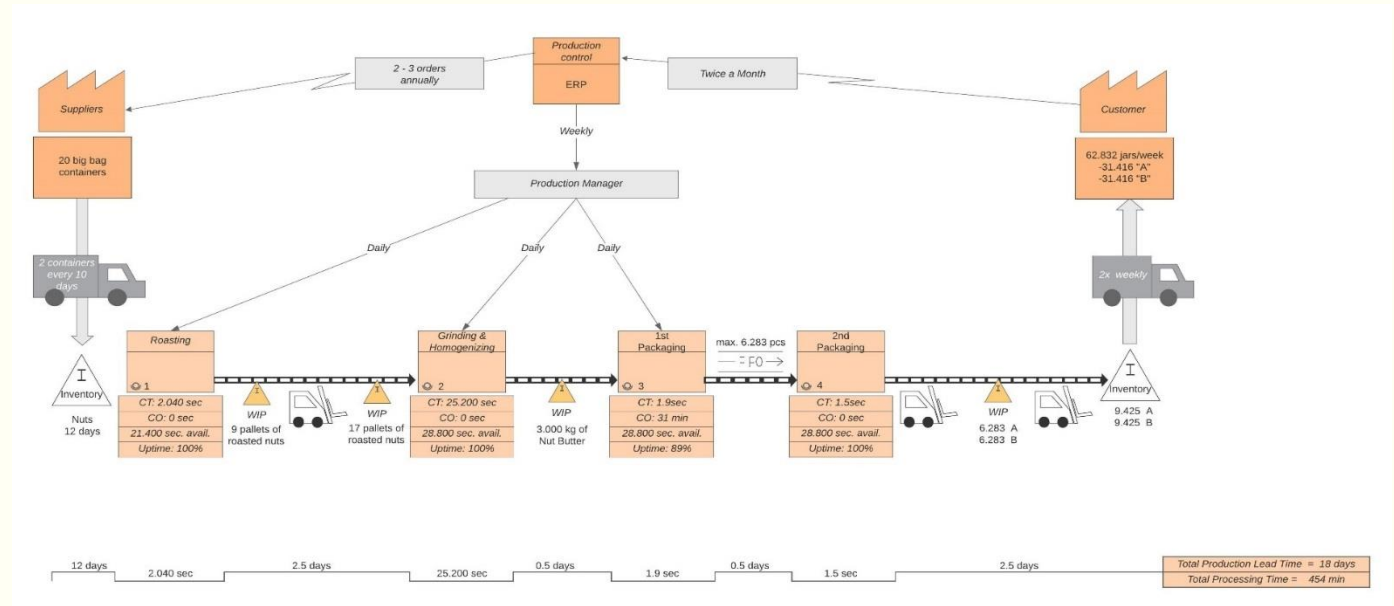 Production
control
ERP
2 - 3 orders
annually
Twice a Month
Suppliers
20 big bag
containers
Customer
62.832 jars/week
-31.416 "A"
-31.416 "B"
Weekly
Production Manager
Daily
Daily
Daily
2 containers
every 10
days
2x weekly
I
Inventory
Nuts
12 days
Roasting
1
CT: 2.040 sec
CO: 0 sec
21.400 sec. avail.
Uptime: 100%
I
WIP
9 pallets of
roasted nuts
I
WIP
17 pallets of
roasted nuts
Grinding &
Homogenizing
2
CT: 25.200 sec
CO: 0 sec
28.800 sec. avail.
Uptime: 100%
I
WIP
3.000 kg of
Nut Butter
1st
Packaging
3
CT: 1.9sec
CO: 31 min
28.800 sec. avail.
Uptime: 89%
max. 6.283 pcs
2nd
Packaging
4
CT: 1.5sec
CO: 0 sec
28.800 sec. avail.
Uptime: 100%
I
WIP
6.283 A
6.283 B
I
Inventory
9.425 A
9.425 B
12 days
2.040 sec
2.5 days
25.200 sec
0.5 days
1.9 sec
0.5 days
1.5 sec
2.5 days
Total Production Lead Time = 18 days
Total Processing Time = 454 min